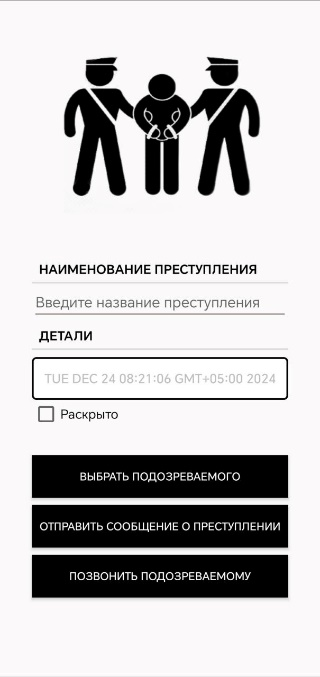 НАИМЕНОВАНИЕ ПРЕСТУПЛЕНИЯ
Введите название преступления
ДЕТАЛИ
TUE DEC 24 08:21:06 GMT+05:00 2024
Раскрыто
ВЫБРАТЬ ПОДОЗРЕВАЕМОГО
ОТПРАВИТЬ СООБЩЕНИЕ О ПРЕСТУПЛЕНИИ
ПОЗВОНИТЬ ПОДОЗРЕВАЕМОМУ